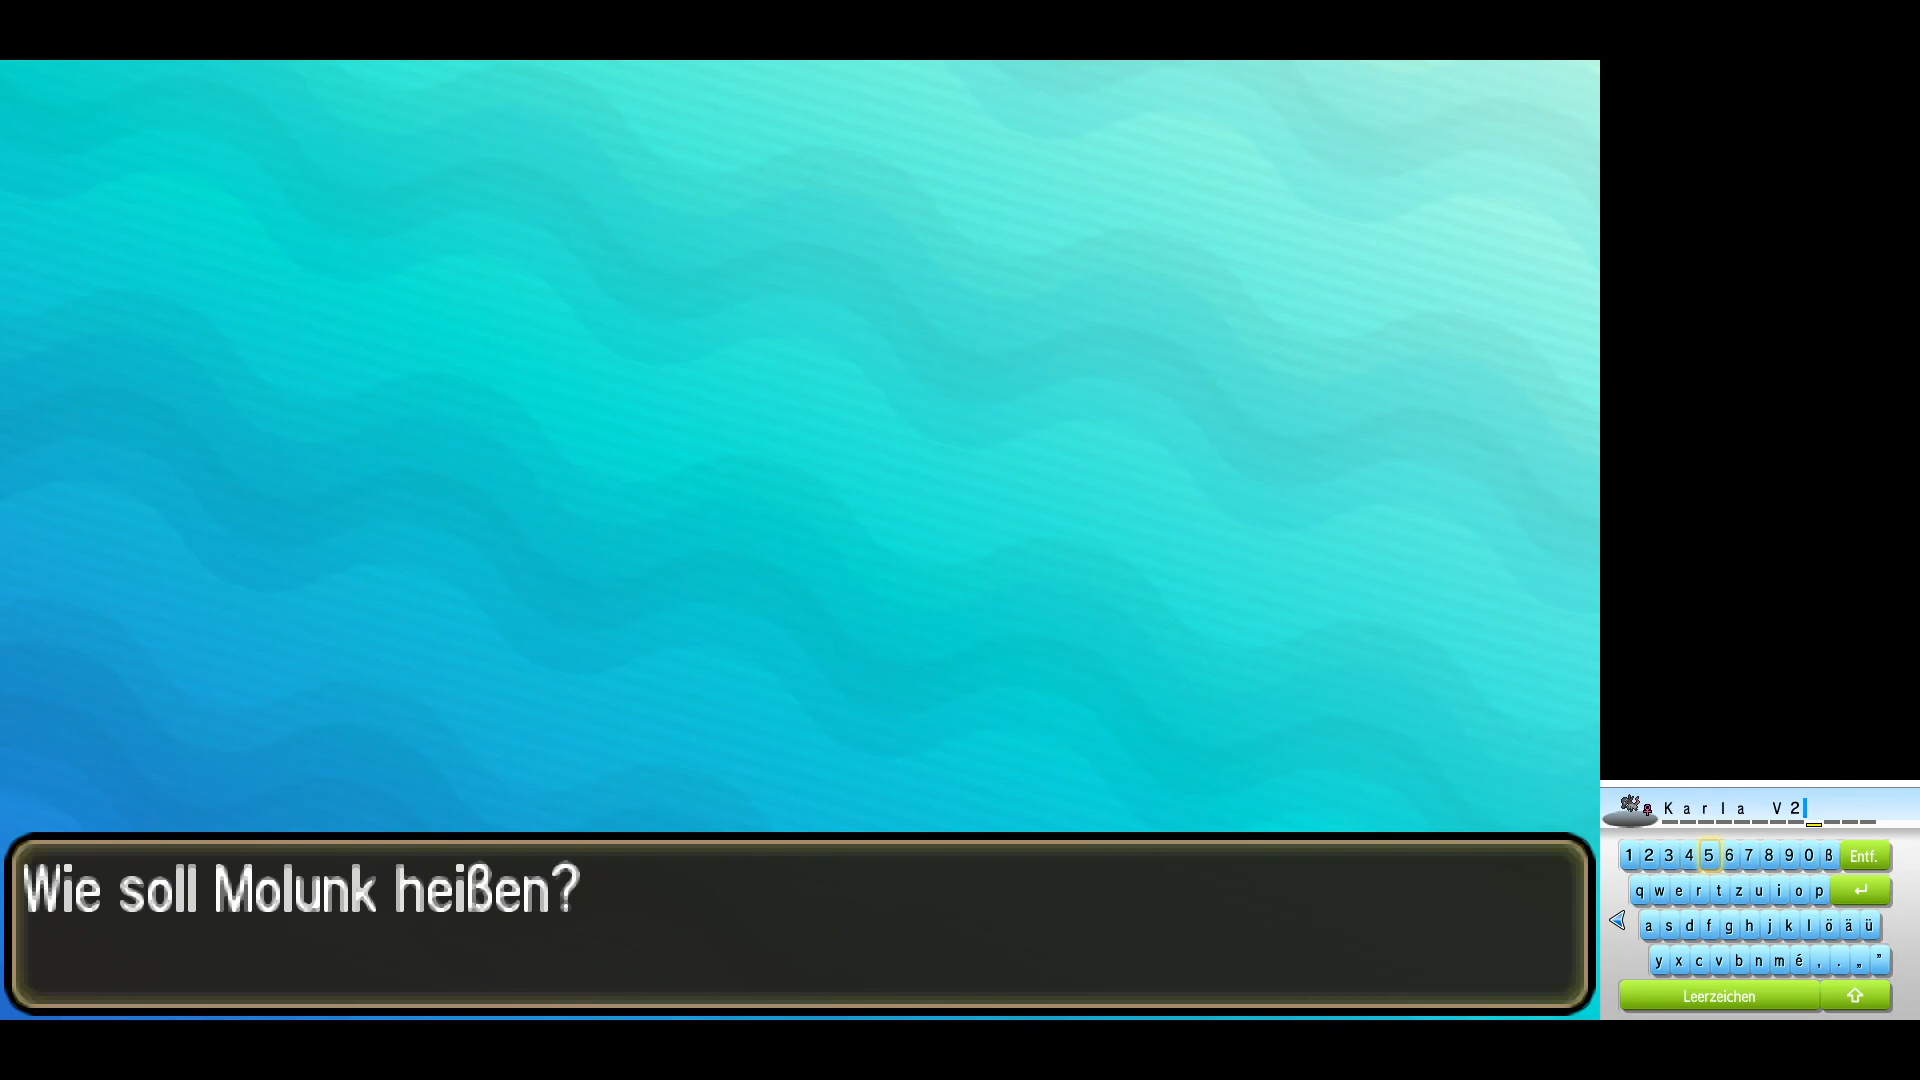 Wie soll Molunk heißen?
Karla V2
1 2 3 4 5 6 7 8 9 0 ß Entf.
q w e r t z u i o p ↵
a s d f g h j k l ö ä ü
y x c v b n m é , . „ ”
Leerzeichen